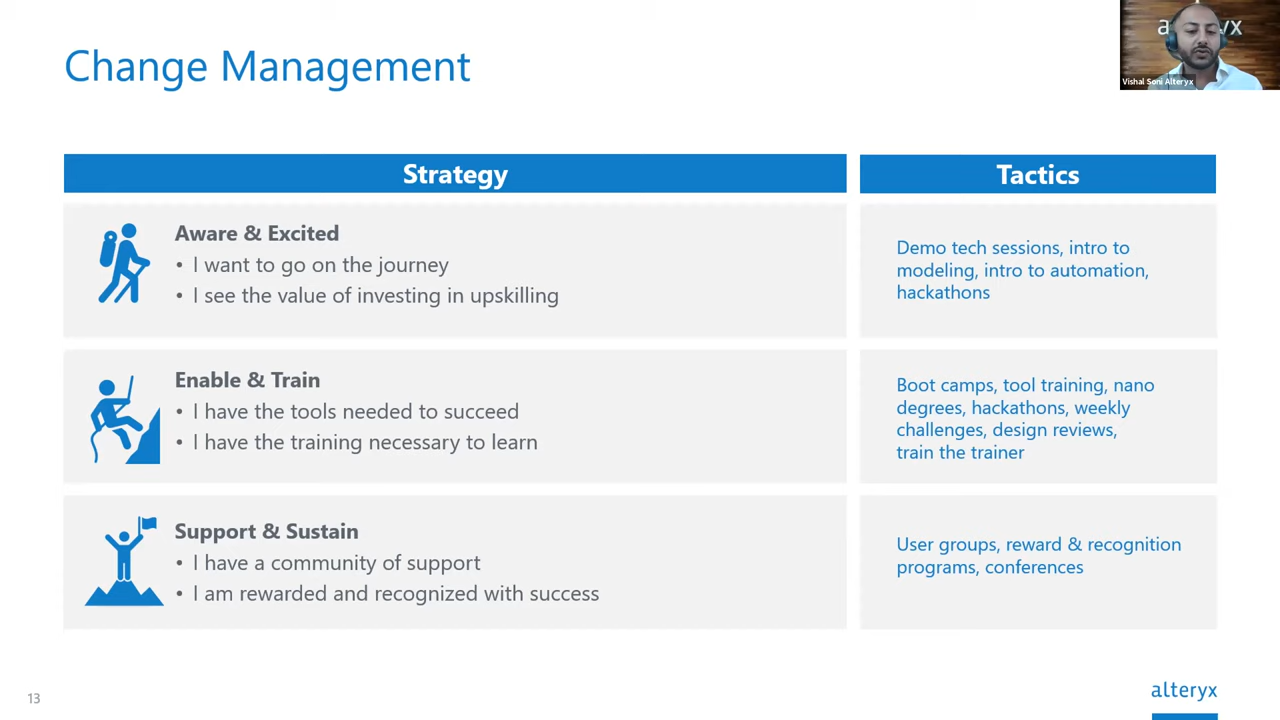 Change Management
alteryx
Vishal Soni Alteryx
Strategy
Tactics
Aware & Excited
• I want to go on the journey
• I see the value of investing in upskilling
Demo tech sessions, intro to
modeling, intro to automation,
hackathons
Enable & Train
• I have the tools needed to succeed
• I have the training necessary to learn
Boot camps, tool training, nano
degrees, hackathons, weekly
challenges, design reviews,
train the trainer
Support & Sustain
• I have a community of support
• I am rewarded and recognized with success
User groups, reward & recognition
programs, conferences
13
alteryx